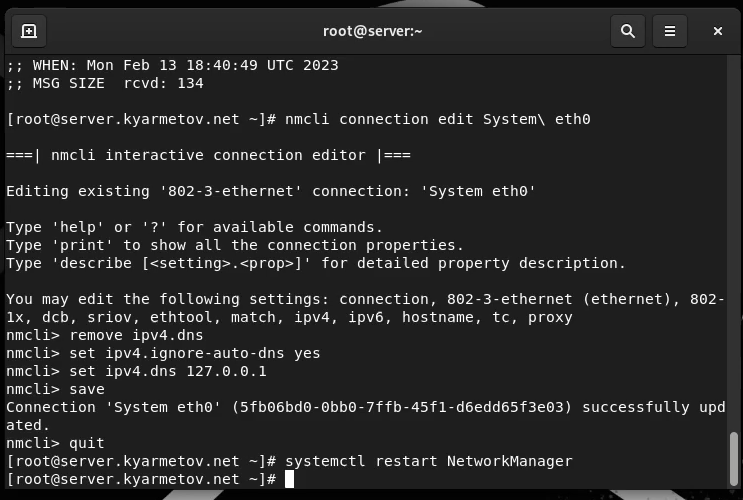 root@server:~
;; WHEN: Mon Feb 13 18:40:49 UTC 2023
;; MSG SIZE  rcvd: 134
[root@server.kyarmetov.net ~]# nmcli connection edit System\ eth0
===| nmcli interactive connection editor |===
Editing existing '802-3-ethernet' connection: 'System eth0'
Type 'help' or '?' for available commands.
Type 'print' to show all the connection properties.
Type 'describe [<setting>.<prop>]' for detailed property description.
You may edit the following settings: connection, 802-3-ethernet (ethernet), 802-
1x, dcb, sriov, ethtool, match, ipv4, ipv6, hostname, tc, proxy
nmcli> remove ipv4.dns
nmcli> set ipv4.ignore-auto-dns yes
nmcli> set ipv4.dns 127.0.0.1
nmcli> save
Connection 'System eth0' (5fb06bd0-0bb0-7ffb-45f1-d6edd65f3e03) successfully upd
ated.
nmcli> quit
[root@server.kyarmetov.net ~]# systemctl restart NetworkManager
[root@server.kyarmetov.net ~]#